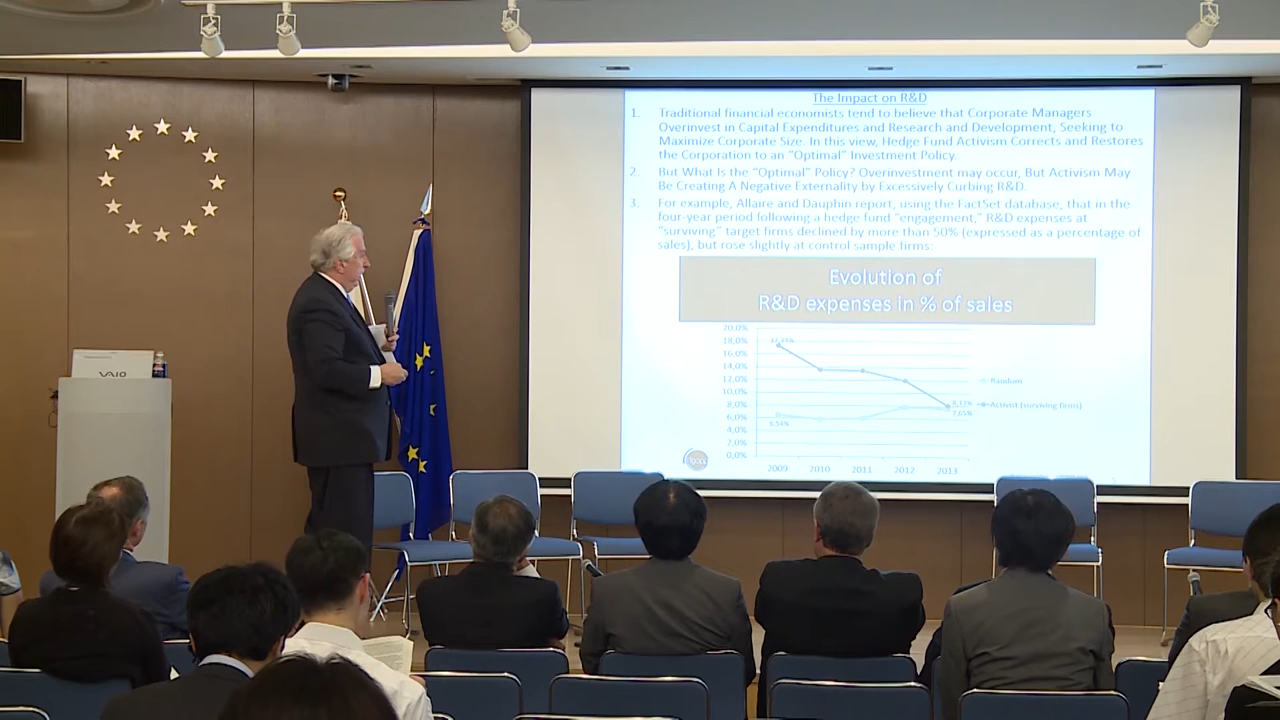 The Impact on R&D
1. Traditional financial economists tend to believe that Corporate Managers
Overinvest in Capital Expenditures and Research and Development, Seeking to
Maximize Corporate Size. In this view, Hedge Fund Activism Corrects and Restores
the Corporation to an "Optimal" Investment Policy.
2. But What Is the "Optimal" Policy? Overinvestment may occur, But Activism May
Be Creating A Negative Externality by Excessively Curbing R&D.
3. For example, Allaire and Dauphin report, using the FactSet database, that in the
four-year period following a hedge fund "engagement," R&D expenses at
"surviving" target firms declined by more than 50% (expressed as a percentage of
sales), but rose slightly at control sample firms:
Evolution of
R&D expenses in % of sales
20,0%
18,0%
16,0%
14,0%
12,0%
10,0%
8,0%
6,0%
4,0%
2,0%
0,0%
6,54%
7,65%
2009 2010 2011 2012 2013
Random
Activist (surviving firms)
VAIO